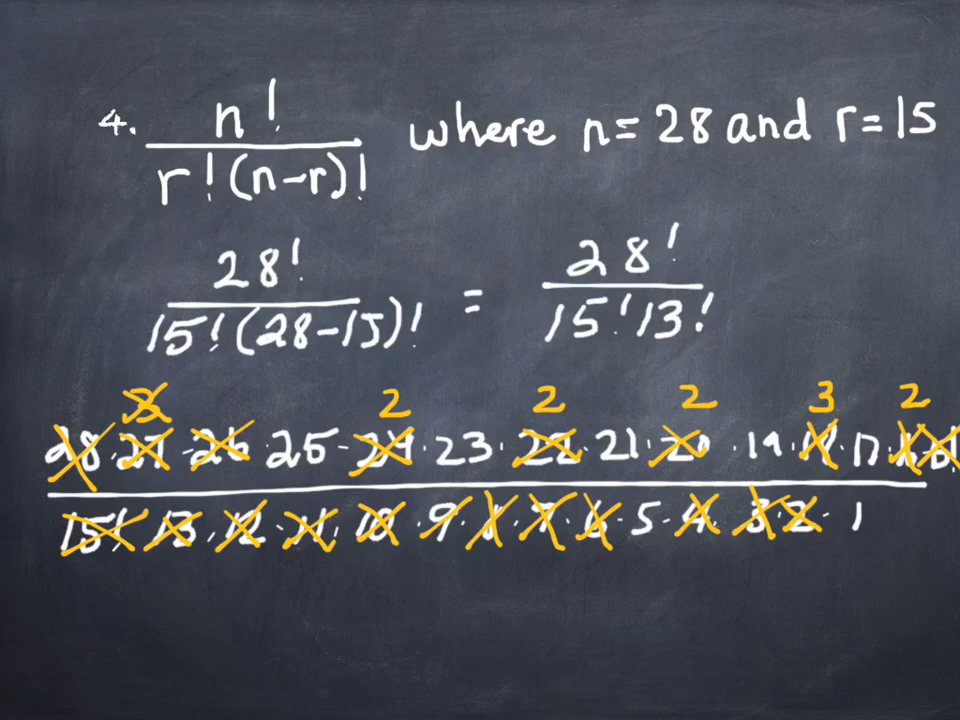 4. n! / r!(n-r)! where n=28 and r=15
28! / 15!(28-15)! = 28! / 15!13!
3 2 2 2 3 2
28·27·26·25·24·23·22·21·20·19·18·17·16·15!
15!·13·12·11·10·9·8·7·6·5·4·3·2·1